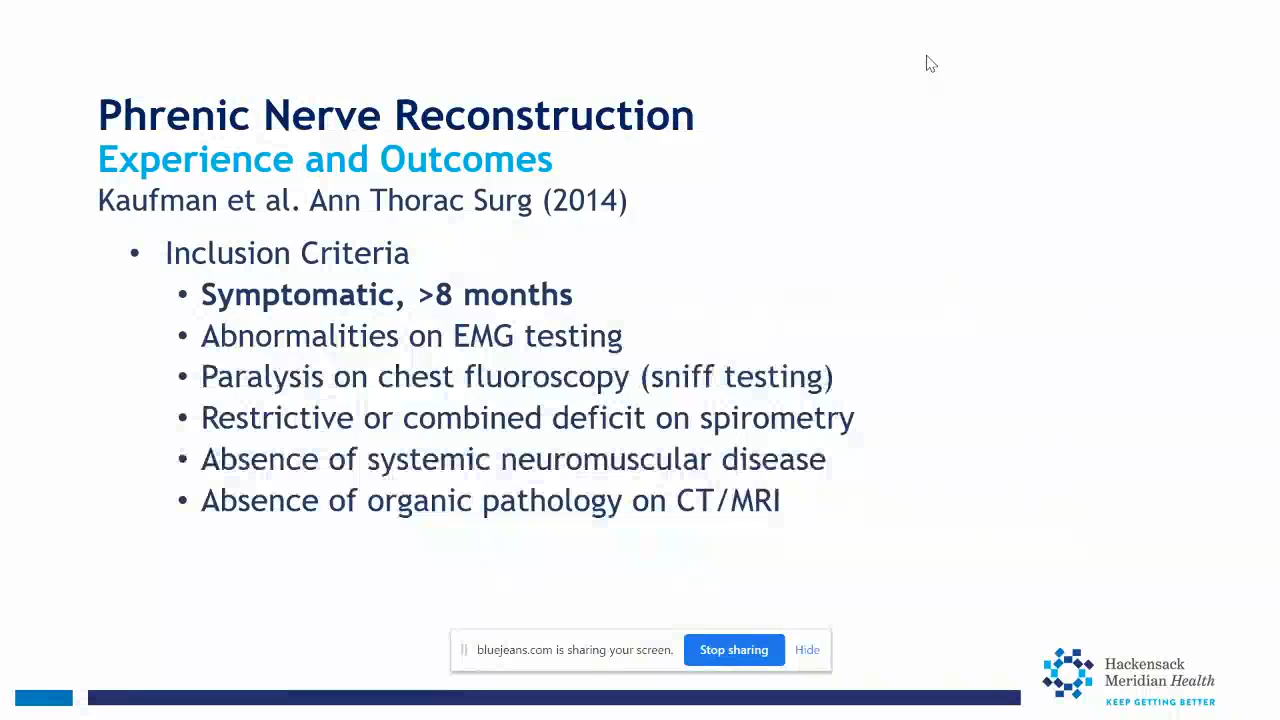 Phrenic Nerve Reconstruction
Experience and Outcomes
Kaufman et al. Ann Thorac Surg (2014)
• Inclusion Criteria
• Symptomatic, >8 months
• Abnormalities on EMG testing
• Paralysis on chest fluoroscopy (sniff testing)
• Restrictive or combined deficit on spirometry
• Absence of systemic neuromuscular disease
• Absence of organic pathology on CT/MRI
bluejeans.com is sharing your screen. Stop sharing Hide
Hackensack
Meridian Health
KEEP GETTING BETTER